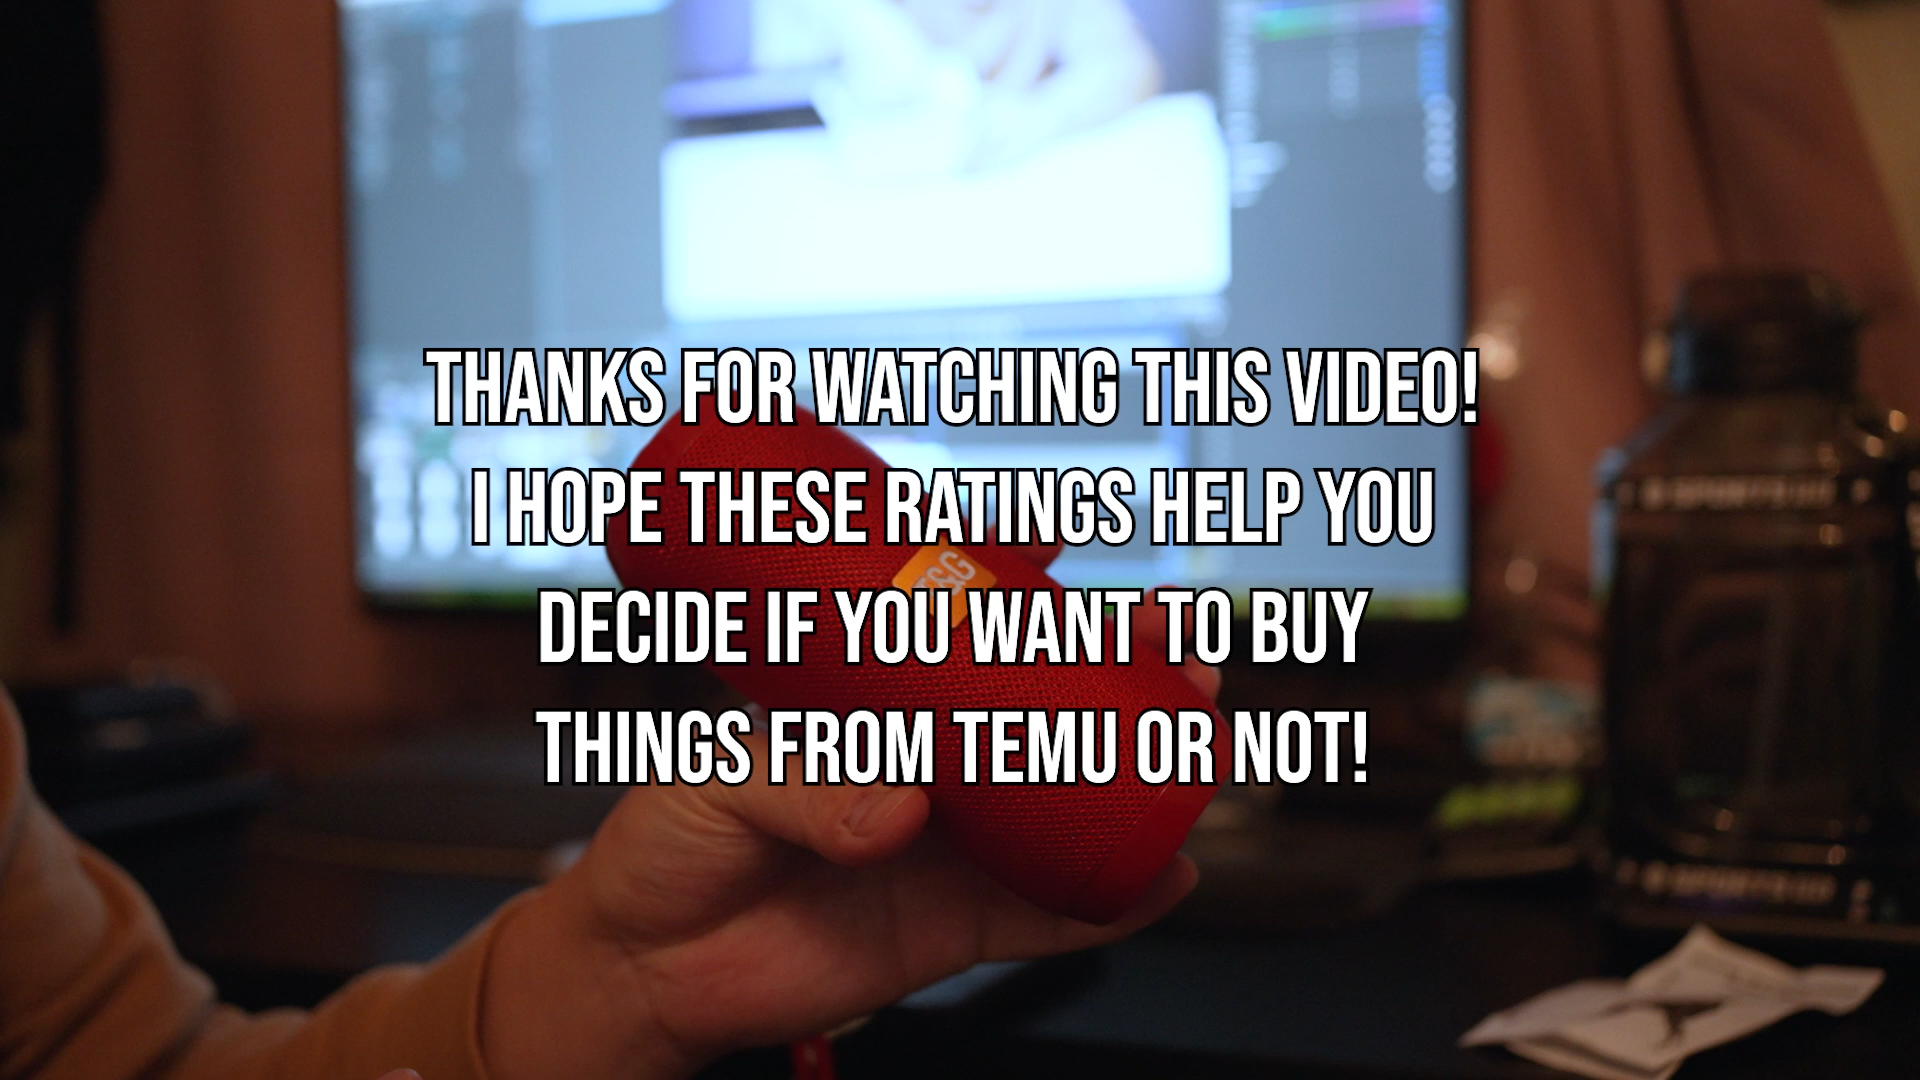 THANKS FOR WATCHING THIS VIDEO!
I HOPE THESE RATINGS HELP YOU
DECIDE IF YOU WANT TO BUY
THINGS FROM TEMU OR NOT!